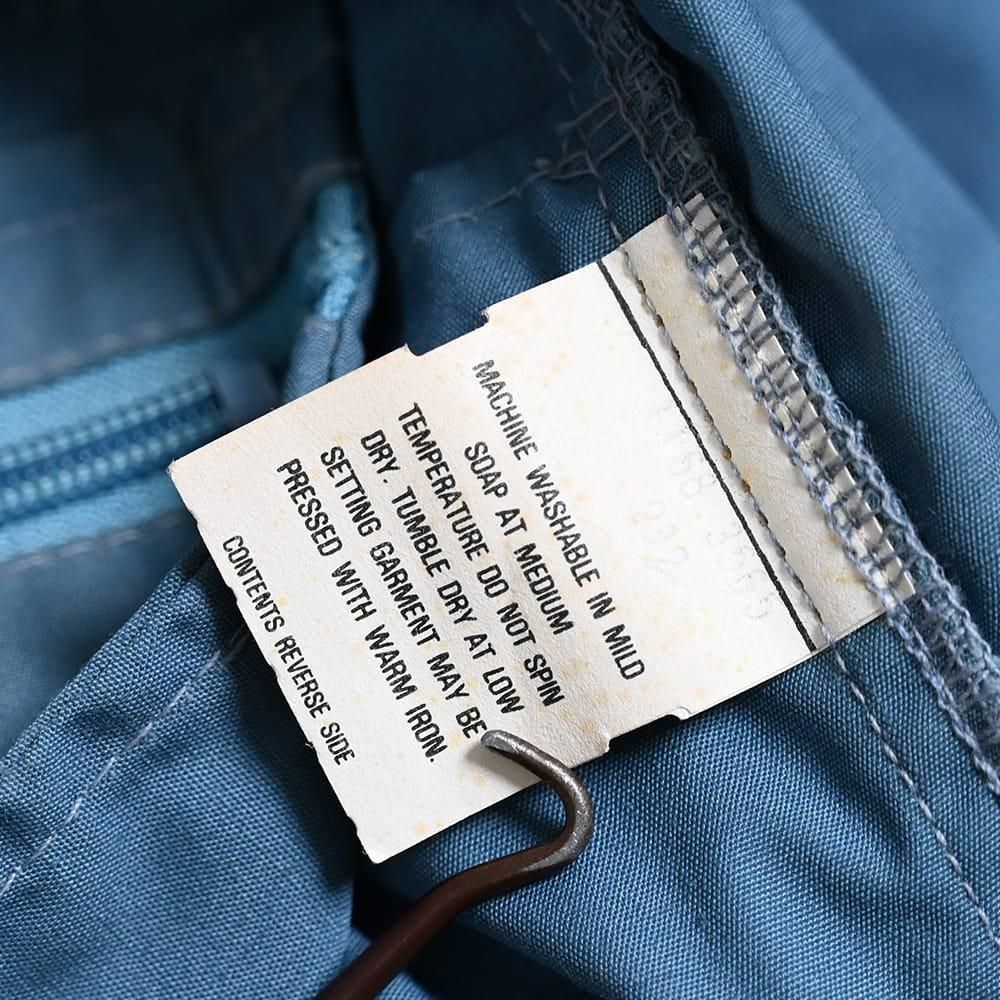 MACHINE WASHABLE IN MILD
SOAP AT MEDIUM
TEMPERATURE DO NOT SPIN
DRY. TUMBLE DRY AT LOW
SETTING GARMENT MAY BE
PRESSED WITH WARM IRON.
CONTENTS REVERSE SIDE